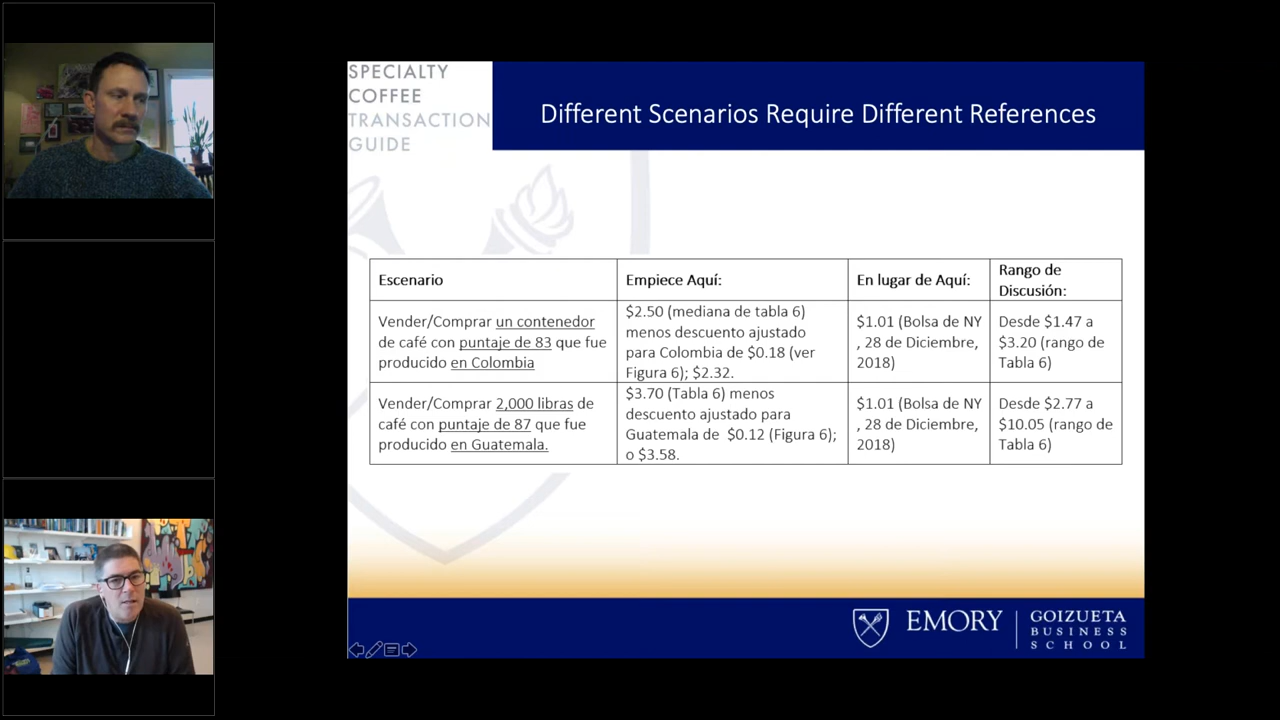 SPECIALTY
COFFEE
TRANSACTION
GUIDE
Different Scenarios Require Different References
Escenario
Empiece Aquí:
En lugar de Aquí:
Rango de
Discusión:
Vender/Comprar un contenedor
de café con puntaje de 83 que fue
producido en Colombia
$2.50 (mediana de tabla 6)
menos descuento ajustado
para Colombia de $0.18 (ver
Figura 6); $2.32.
$1.01 (Bolsa de NY
, 28 de Diciembre,
2018)
Desde $1.47 a
$3.20 (rango de
Tabla 6)
Vender/Comprar 2,000 libras de
café con puntaje de 87 que fue
producido en Guatemala.
$3.70 (Tabla 6) menos
descuento ajustado para
Guatemala de $0.12 (Figura 6);
o $3.58.
$1.01 (Bolsa de NY
, 28 de Diciembre,
2018)
Desde $2.77 a
$10.05 (rango de
Tabla 6)
EMORY
GOIZUETA
BUSINESS
SCHOOL